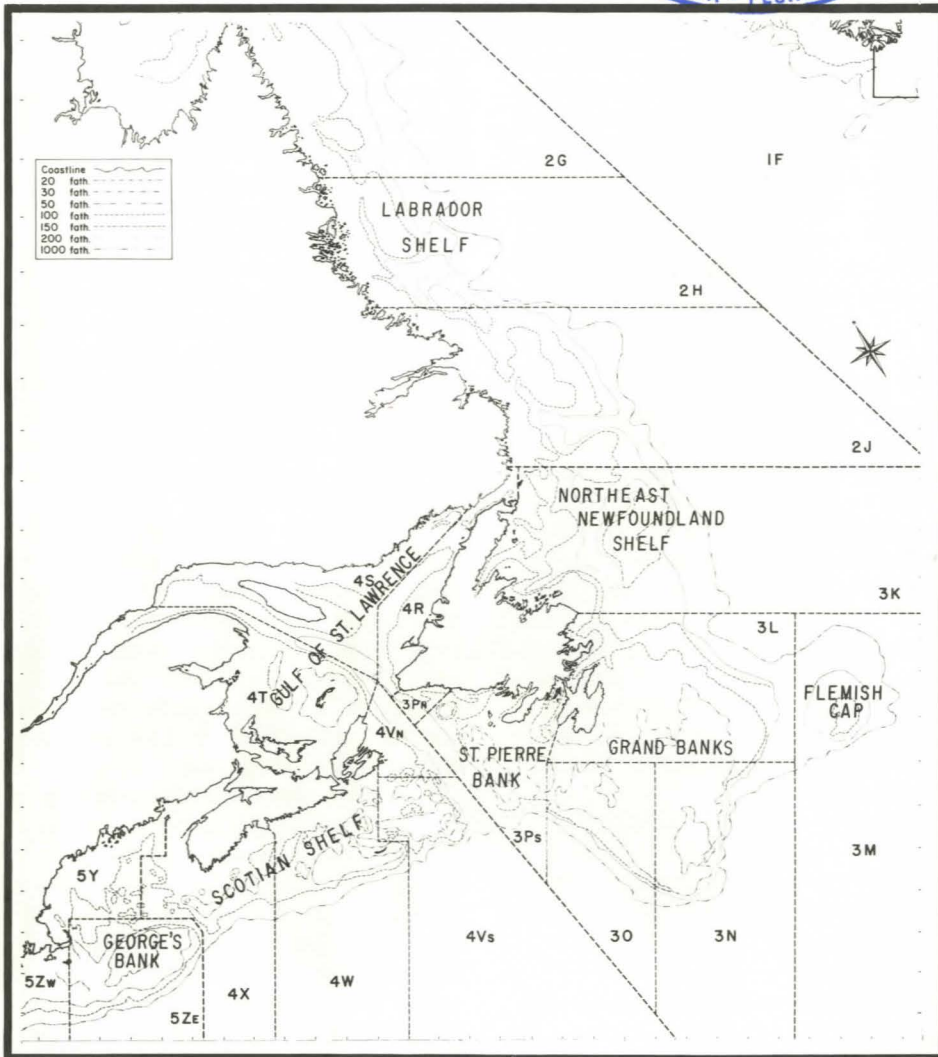 2G
1F
Coastline
20 fath.
30 fath.
50 fath.
100 fath.
150 fath.
200 fath.
1000 fath.
LABRADOR
SHELF
2H
2J
NORTHEAST
NEWFOUNDLAND
SHELF
4S
GULF OF ST. LAWRENCE
4R
3K
3L
4T
3PN
4VN
FLEMISH
CAP
ST. PIERRE
BANK
GRAND BANKS
SCOTIAN SHELF
3Ps
3M
5Y
GEORGE'S
BANK
4Vs
3O
3N
5Zw
4X
4W
5ZE